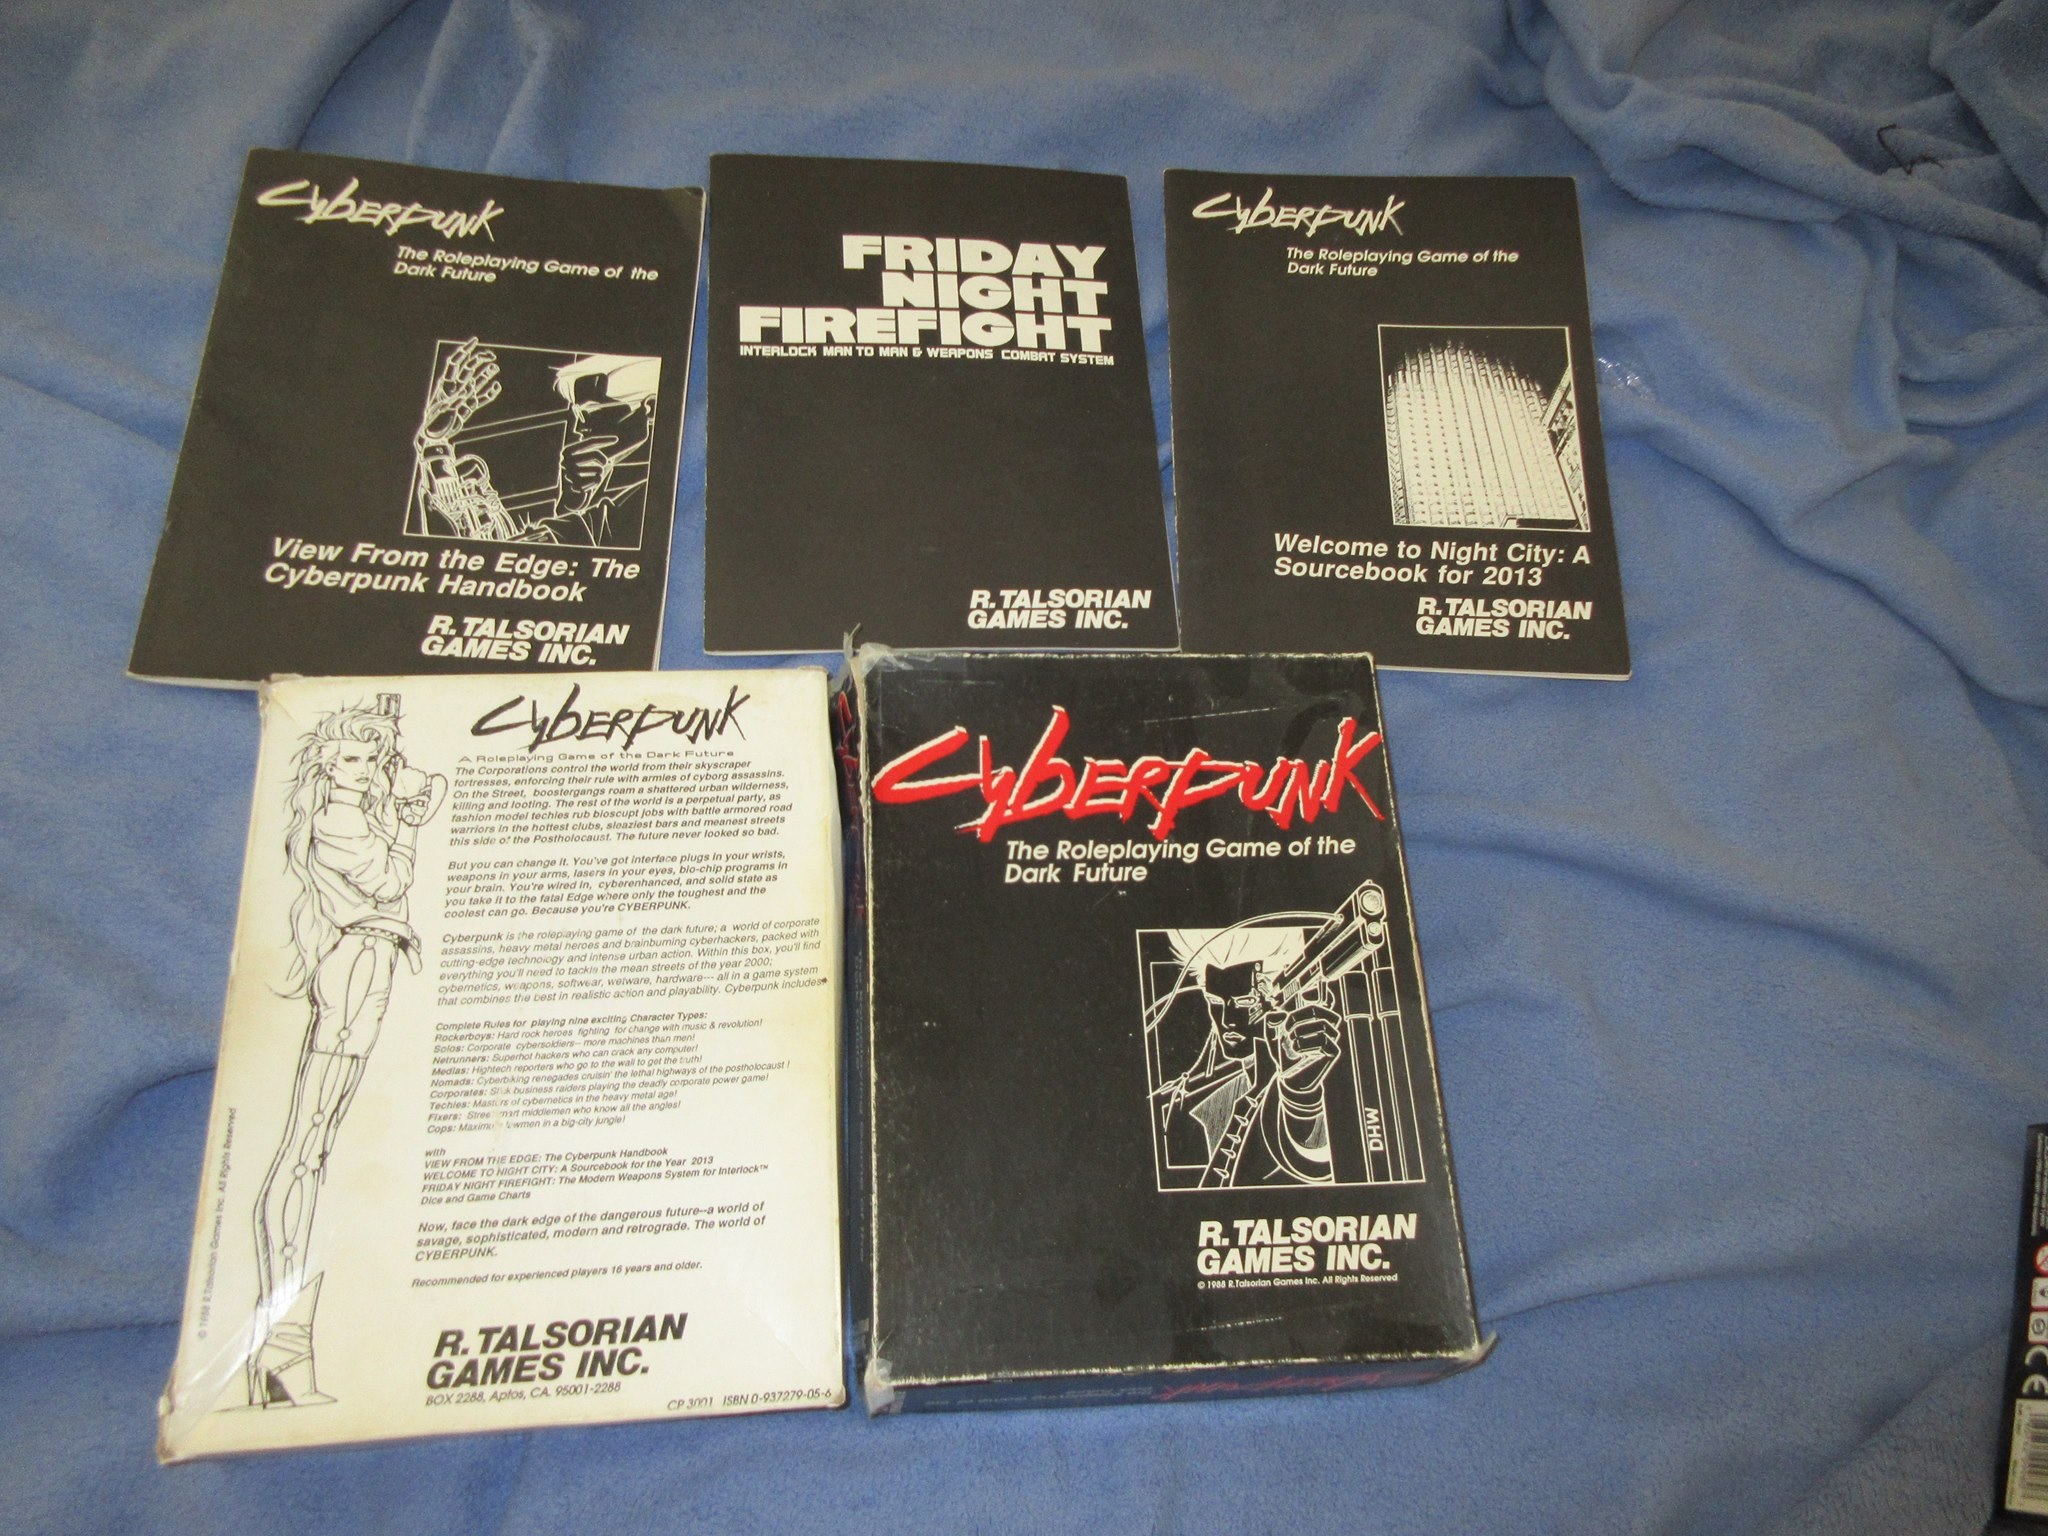 Cyberpunk
The Roleplaying Game of the
Dark Future
View From the Edge: The
Cyberpunk Handbook
R. TALSORIAN
GAMES INC.
FRIDAY
NIGHT
FIREFIGHT
INTERLOCK MAN TO MAN & WEAPONS COMBAT SYSTEM
R. TALSORIAN
GAMES INC.
Cyberpunk
The Roleplaying Game of the
Dark Future
Welcome to Night City: A
Sourcebook for 2013
R. TALSORIAN
GAMES INC.
Cyberpunk
A Roleplaying Game of the Dark Future
The Corporations control the world from their skyscraper
fortresses, enforcing their rule with armies of cyborg assassins.
On the Street, boostergangs roam a shattered urban wilderness,
killing and looting. The rest of the world is a perpetual party, as
fashion model techies rub bioscupt jobs with battle armored road
warriors in the hottest clubs, sleaziest bars and meanest streets
this side of the Postholocaust. The future never looked so bad.
But you can change it. You've got interface plugs in your wrists,
weapons in your arms, lasers in your eyes, bio-chip programs in
your brain. You're wired in, cyberenhanced, and solid state as
you take it to the fatal Edge where only the toughest and the
coolest can go. Because you're CYBERPUNK.
Cyberpunk is the roleplaying game of the dark future; a world of corporate
assassins, heavy metal heroes and brainburning cyberhackers, packed with
cutting-edge technology and intense urban action. Within this box, you'll find
everything you'll need to tackle the mean streets of the year 2000;
cybernetics, weapons, softwear, wetware, hardware--- all in a game system
that combines the best in realistic action and playability. Cyberpunk includes
Complete Rules for playing nine exciting Character Types:
Rockerboys: Hard rock heroes fighting for change with music & revolution!
Solos: Corporate cybersoldiers-- more machines than men!
Netrunners: Superhot hackers who can crack any computer!
Medias: Hightech reporters who go to the wall to get the truth!
Nomads: Cyberbiking renegades cruisin' the lethal highways of the postholocaust !
Corporates: business raiders playing the deadly corporate power game!
Techies: Masters of cybernetics in the heavy metal age!
Fixers: Streetsmart middlemen who know all the angles!
Cops: Maximum lawmen in a big-city jungle!
with
VIEW FROM THE EDGE: The Cyberpunk Handbook
WELCOME TO NIGHT CITY: A Sourcebook for the Year 2013
FRIDAY NIGHT FIREFIGHT: The Modern Weapons System for Interlock™
Dice and Game Charts
Now, face the dark edge of the dangerous future--a world of
savage, sophisticated, modern and retrograde. The world of
CYBERPUNK.
Recommended for experienced players 16 years and older.
R. TALSORIAN
GAMES INC.
BOX 2288, Aptos, CA. 95001-2288
CP 3001 ISBN 0-937279-05-6
© 1988 R.Talsorian Games Inc. All Rights Reserved
Cyberpunk
The Roleplaying Game of the
Dark Future
DHW
R. TALSORIAN
GAMES INC.
© 1988 R.Talsorian Games Inc. All Rights Reserved
CE